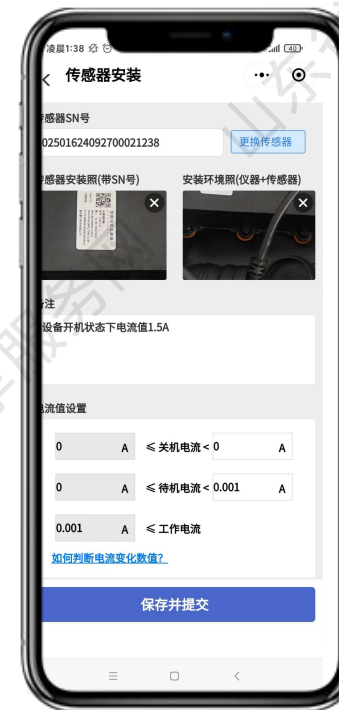 凌晨1:38
40
传感器安装
感器SN号
02501624092700021238
更换传感器
感器安装照(带SN号)
安装环境照(仪器+传感器)
注
设备开机状态下电流值1.5A
流值设置
0 A ≤ 关机电流 < 0 A
0 A ≤ 待机电流 < 0.001 A
0.001 A ≤ 工作电流
如何判断电流变化数值?
保存并提交